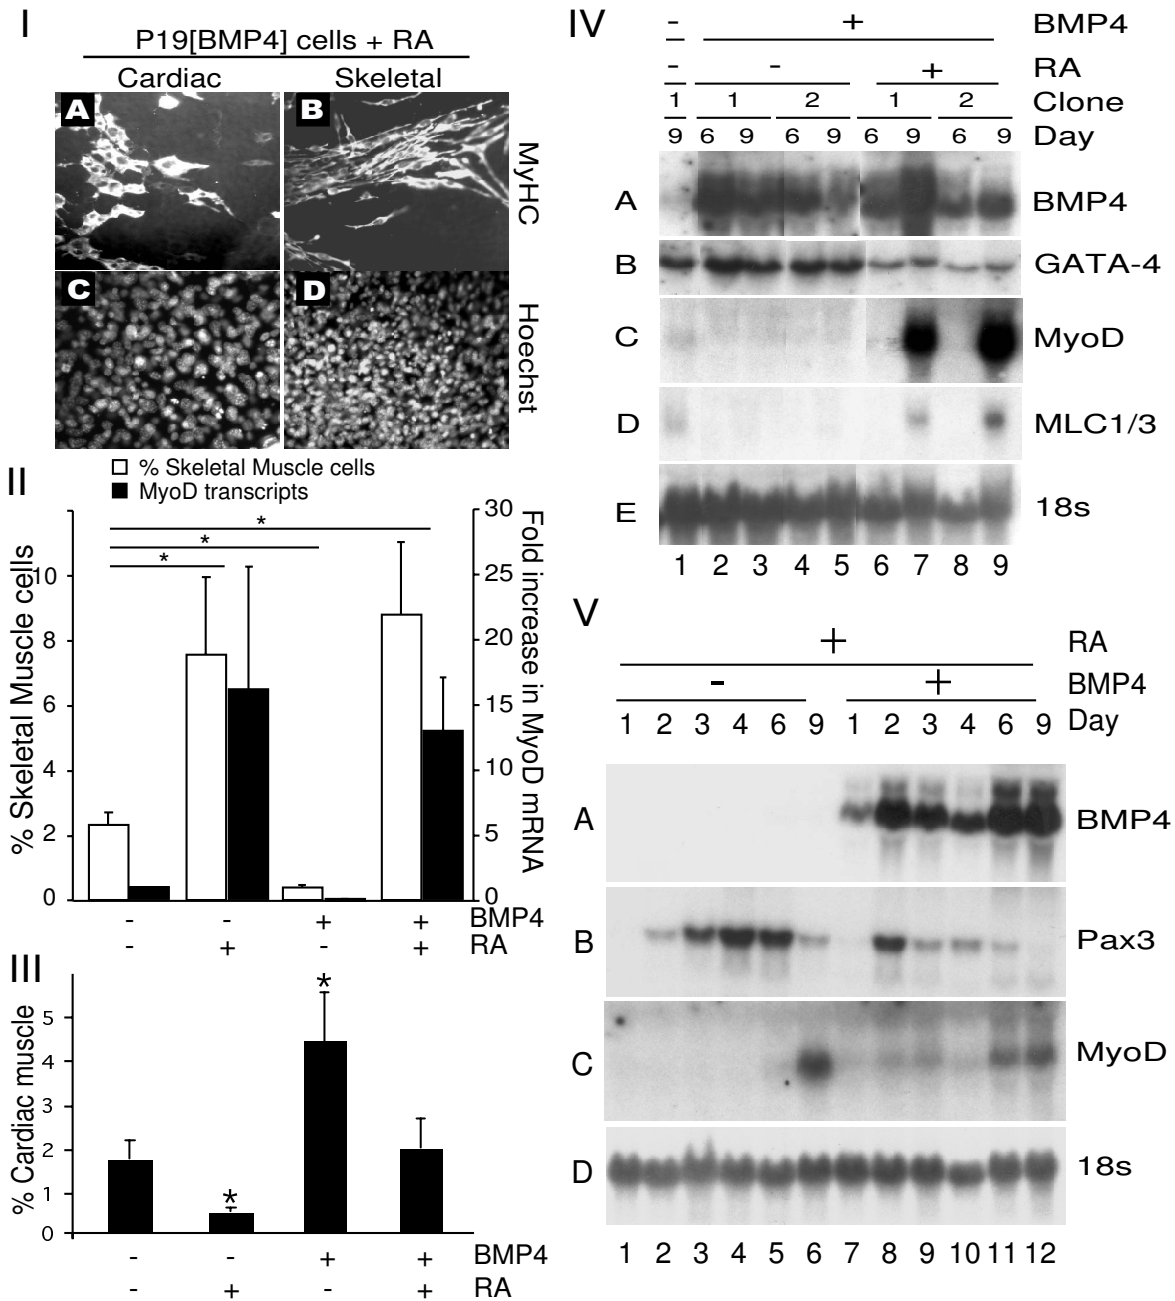 I
P19[BMP4] cells + RA
Cardiac Skeletal
A B
MyHC
C D
Hoechst
II
% Skeletal Muscle cells
MyoD transcripts
* 
*
*
% Skeletal Muscle cells
10
8
6
4
2
0
30
25
20
15
10
5
0
Fold increase in MyoD mRNA
- - + + BMP4
- + - + RA
III
% Cardiac muscle
5
4
3
2
1
0
* *
- - + + BMP4
- + - + RA
IV
- + BMP4
- - + RA
1 1 2 1 2 Clone
9 6 9 6 9 6 9 6 9 Day
A BMP4
B GATA-4
C MyoD
D MLC1/3
E 18s
1 2 3 4 5 6 7 8 9
V
+ RA
- + BMP4
1 2 3 4 6 9 1 2 3 4 6 9 Day
A BMP4
B Pax3
C MyoD
D 18s
1 2 3 4 5 6 7 8 9 10 11 12